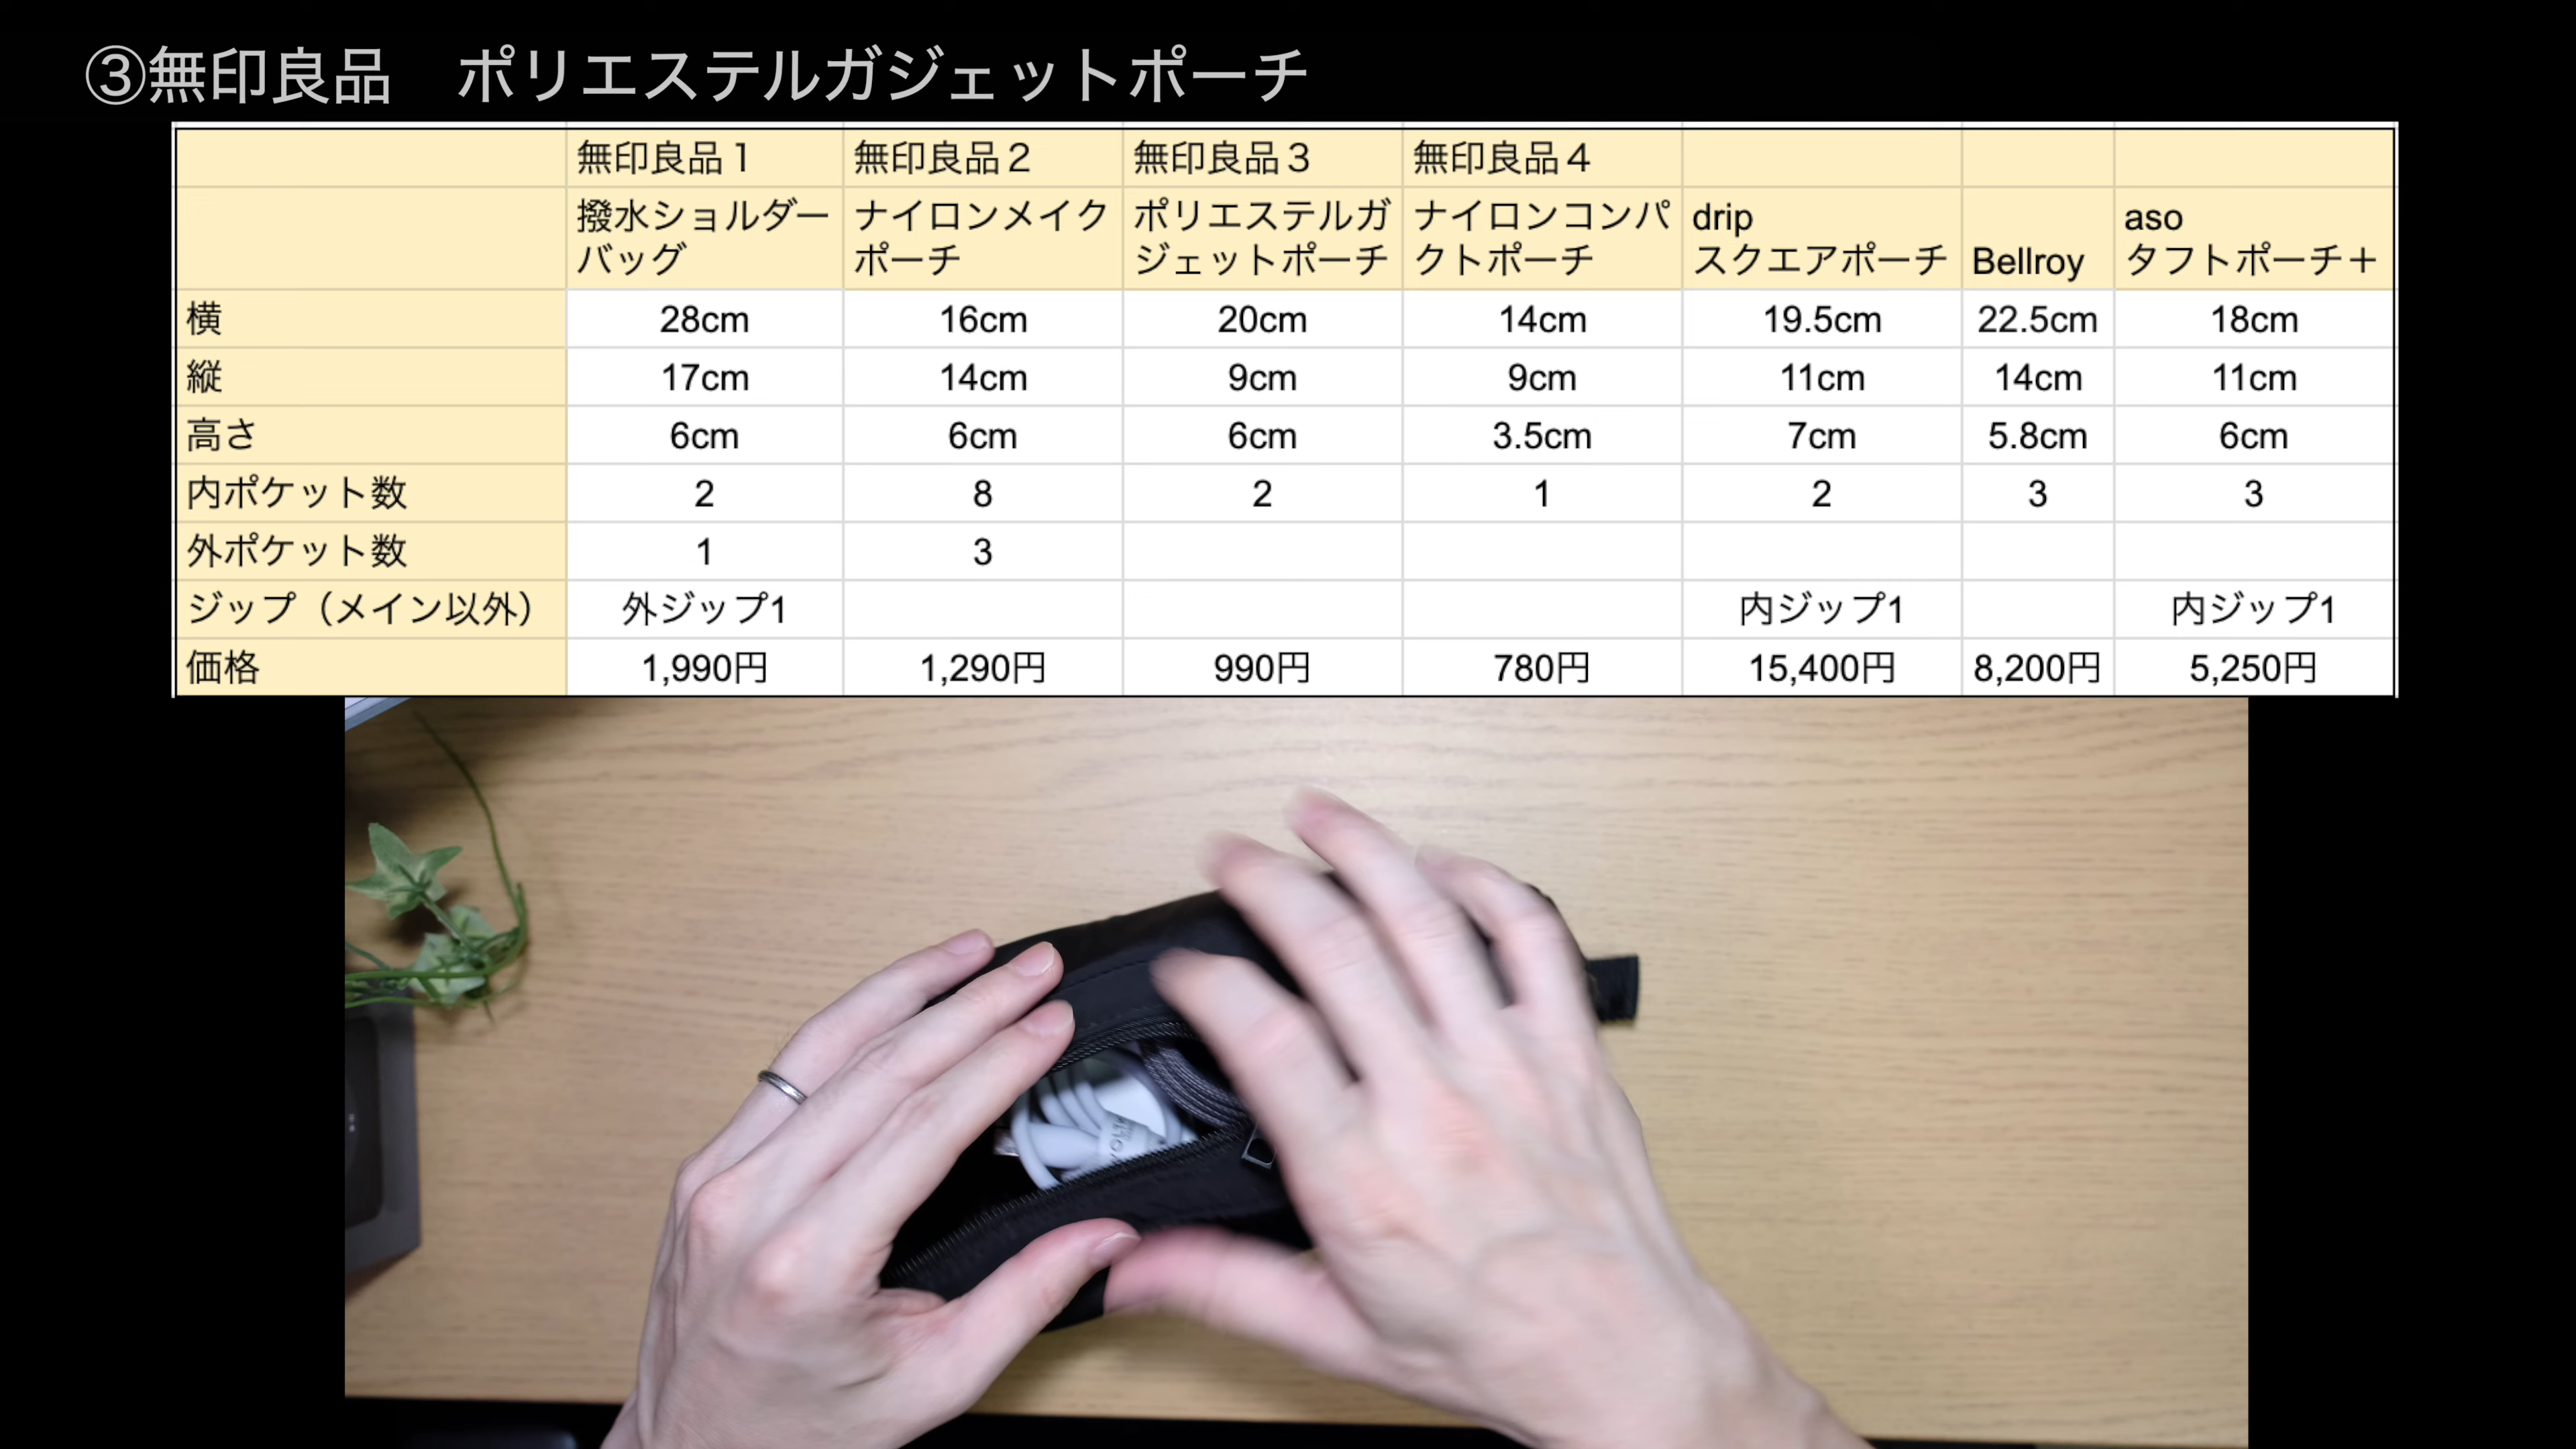 ③無印良品　ポリエステルガジェットポーチ
無印良品１ 無印良品２ 無印良品３ 無印良品４
撥水ショルダーバッグ ナイロンメイクポーチ ポリエステルガジェットポーチ ナイロンコンパクトポーチ drip スクエアポーチ Bellroy aso タフトポーチ＋
横 28cm 16cm 20cm 14cm 19.5cm 22.5cm 18cm
縦 17cm 14cm 9cm 9cm 11cm 14cm 11cm
高さ 6cm 6cm 6cm 3.5cm 7cm 5.8cm 6cm
内ポケット数 2 8 2 1 2 3 3
外ポケット数 1 3
ジップ（メイン以外） 外ジップ1 内ジップ1 内ジップ1
価格 1,990円 1,290円 990円 780円 15,400円 8,200円 5,250円